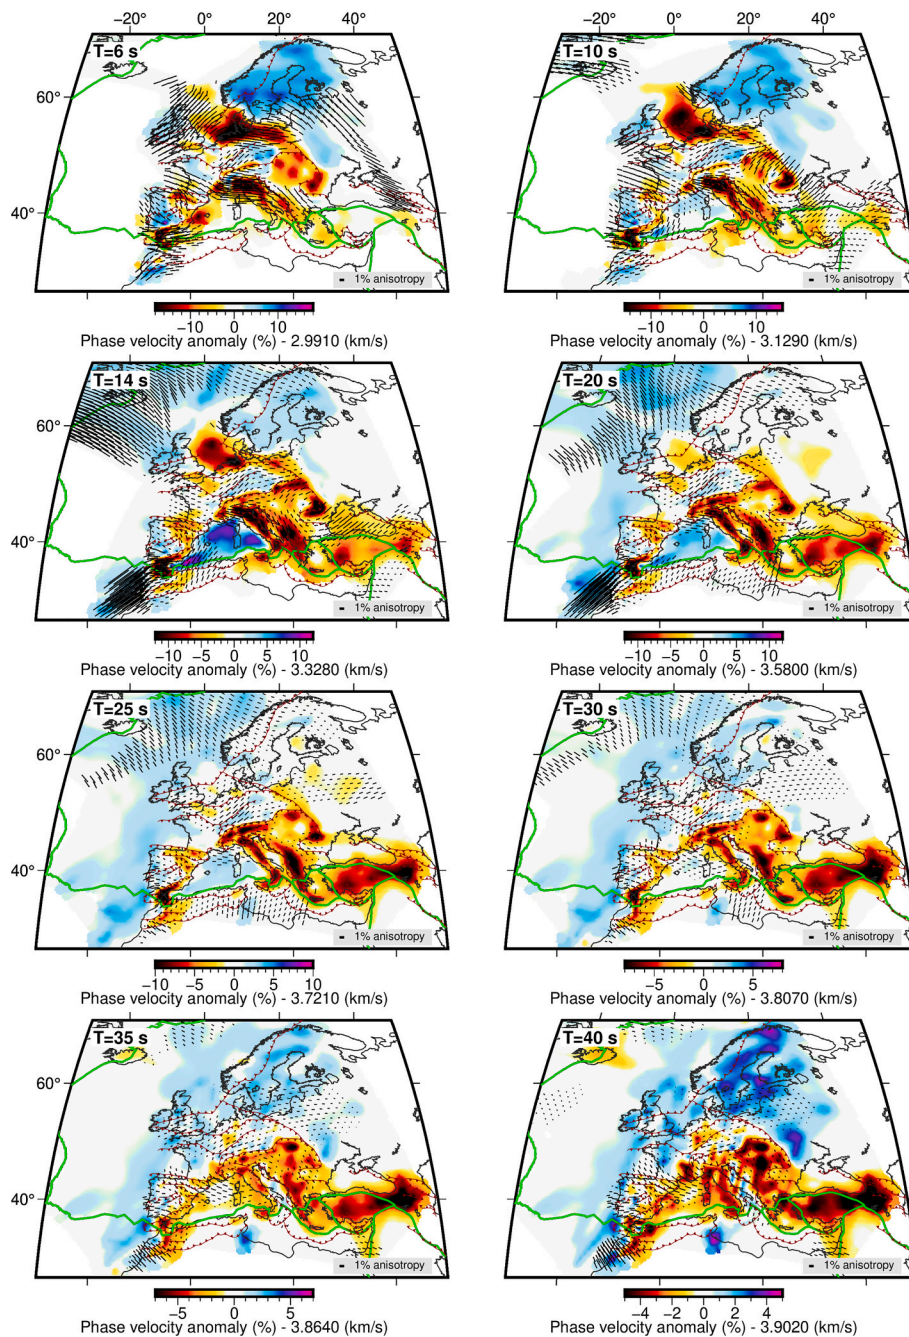 −20° 0° 20° 40° −20° 0° 20° 40°
T=6 s T=10 s
60° 60°
40° 40°
1% anisotropy 1% anisotropy
−10 0 10 −10 0 10
Phase velocity anomaly (%) - 2.9910 (km/s) Phase velocity anomaly (%) - 3.1290 (km/s)
T=14 s T=20 s
60° 60°
40° 40°
1% anisotropy 1% anisotropy
−10 −5 0 5 10 −10 −5 0 5 10
Phase velocity anomaly (%) - 3.3280 (km/s) Phase velocity anomaly (%) - 3.5800 (km/s)
T=25 s T=30 s
60° 60°
40° 40°
1% anisotropy 1% anisotropy
−10 −5 0 5 10 −5 0 5
Phase velocity anomaly (%) - 3.7210 (km/s) Phase velocity anomaly (%) - 3.8070 (km/s)
T=35 s T=40 s
60° 60°
40° 40°
1% anisotropy 1% anisotropy
−5 0 5 −4 −2 0 2 4
Phase velocity anomaly (%) - 3.8640 (km/s) Phase velocity anomaly (%) - 3.9020 (km/s)